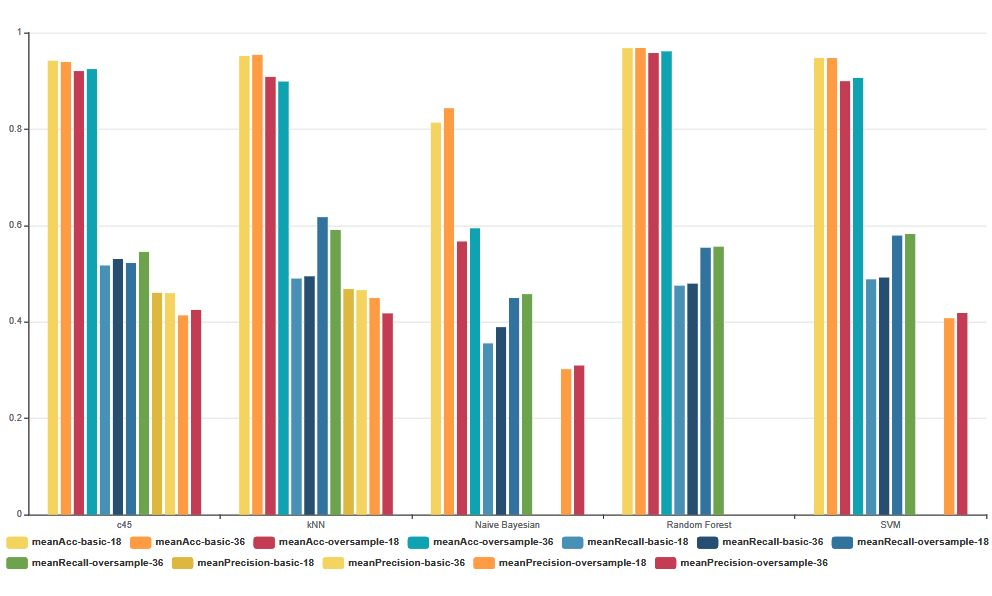 1
0.8
0.6
0.4
0.2
0
c45 kNN Naive Bayesian Random Forest SVM
meanAcc-basic-18 meanAcc-basic-36 meanAcc-oversample-18 meanAcc-oversample-36 meanRecall-basic-18 meanRecall-basic-36 meanRecall-oversample-18
meanRecall-oversample-36 meanPrecision-basic-18 meanPrecision-basic-36 meanPrecision-oversample-18 meanPrecision-oversample-36